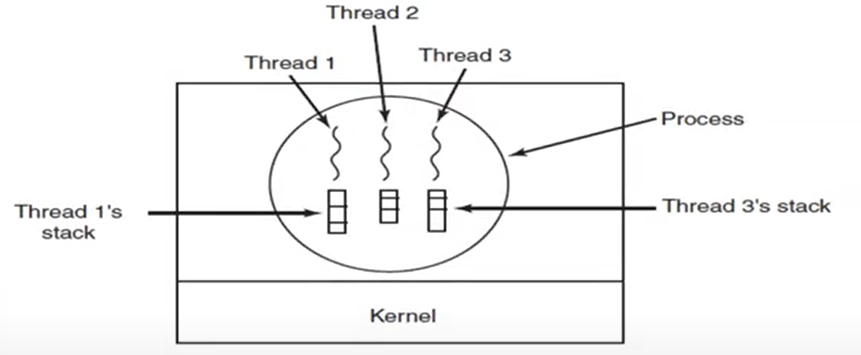 Thread 2
Thread 1
Thread 3
Process
Thread 1's
stack
Thread 3's stack
Kernel